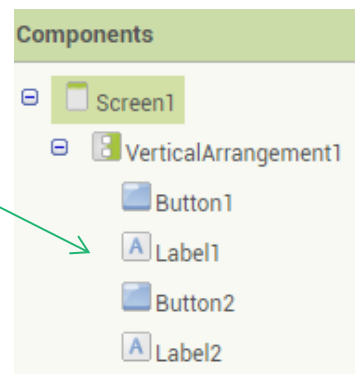 Components
Screen1
VerticalArrangement1
Button1
A Label1
Button2
A Label2